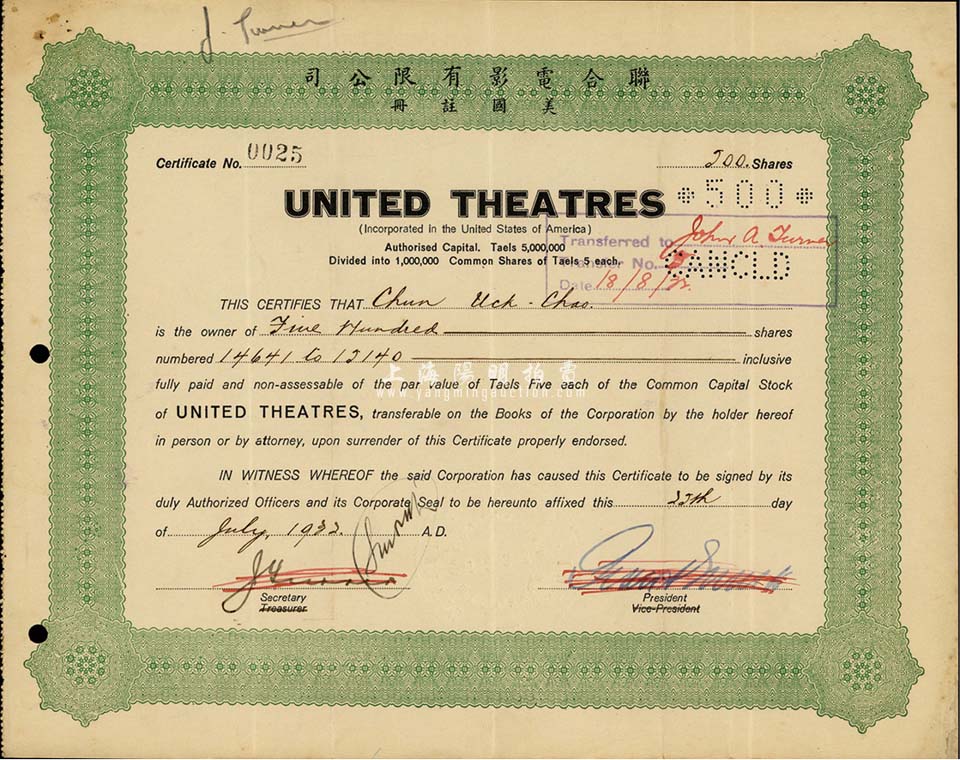 J. Turner
司公限有影電合聯
冊註國美
Certificate No. 0025
500. Shares
*500*
UNITED THEATRES
(Incorporated in the United States of America)
Authorised Capital. Taels 5,000,000
Divided into 1,000,000 Common Shares of Taels 5 each.
Transferred to John A. Turner
Transfer No.
CANCLD
Date 18/8/32.
THIS CERTIFIES THAT Chun Uck-Chao.
is the owner of Five Hundred shares
numbered 14641 to 15140 inclusive
上海陽明拍賣
www.yangmingauction.com
fully paid and non-assessable of the par value of Taels Five each of the Common Capital Stock
of UNITED THEATRES, transferable on the Books of the Corporation by the holder hereof
in person or by attorney, upon surrender of this Certificate properly endorsed.
IN WITNESS WHEREOF the said Corporation has caused this Certificate to be signed by its
duly Authorized Officers and its Corporate Seal to be hereunto affixed this 25th day
of July, 1932. A.D.
J Turner
Secretary
Treasurer
President
Vice-President